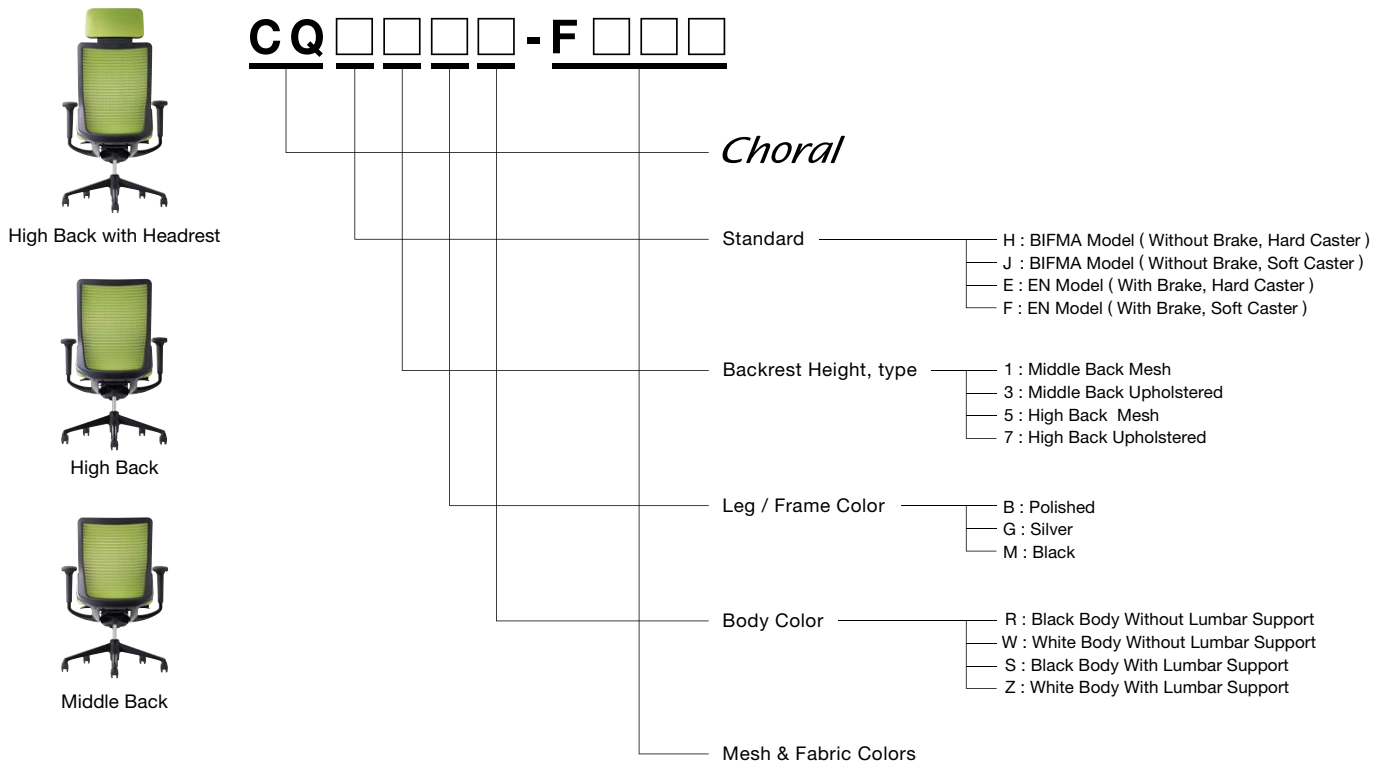 CQ□□□□-F□□□
Choral
High Back with Headrest
Standard
H : BIFMA Model ( Without Brake, Hard Caster )
J : BIFMA Model ( Without Brake, Soft Caster )
E : EN Model ( With Brake, Hard Caster )
F : EN Model ( With Brake, Soft Caster )
Backrest Height, type
1 : Middle Back Mesh
3 : Middle Back Upholstered
5 : High Back Mesh
7 : High Back Upholstered
High Back
Leg / Frame Color
B : Polished
G : Silver
M : Black
Body Color
R : Black Body Without Lumbar Support
W : White Body Without Lumbar Support
S : Black Body With Lumbar Support
Z : White Body With Lumbar Support
Middle Back
Mesh & Fabric Colors